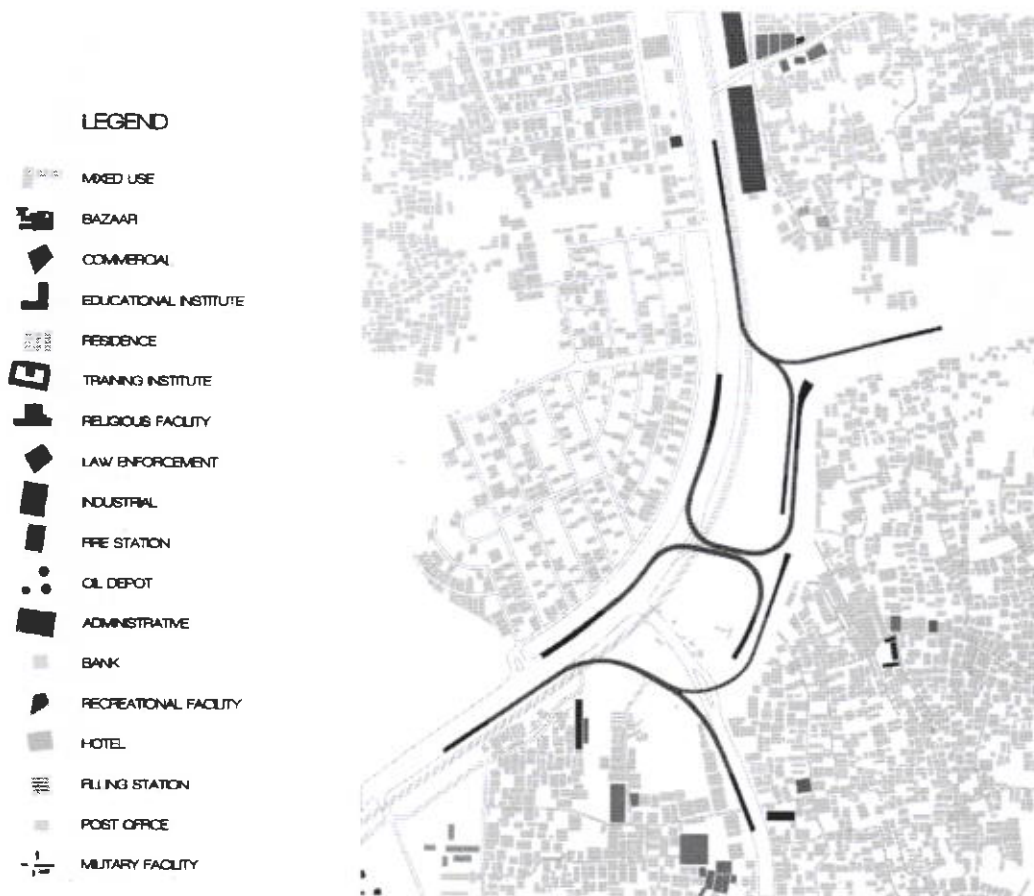 LEGEND
MIXED USE
BAZAAR
COMMERCIAL
EDUCATIONAL INSTITUTE
RESIDENCE
TRAINING INSTITUTE
RELIGIOUS FACILITY
LAW ENFORCEMENT
INDUSTRIAL
FIRE STATION
OIL DEPOT
ADMINISTRATIVE
BANK
RECREATIONAL FACILITY
HOTEL
FILLING STATION
POST OFFICE
MILITARY FACILITY